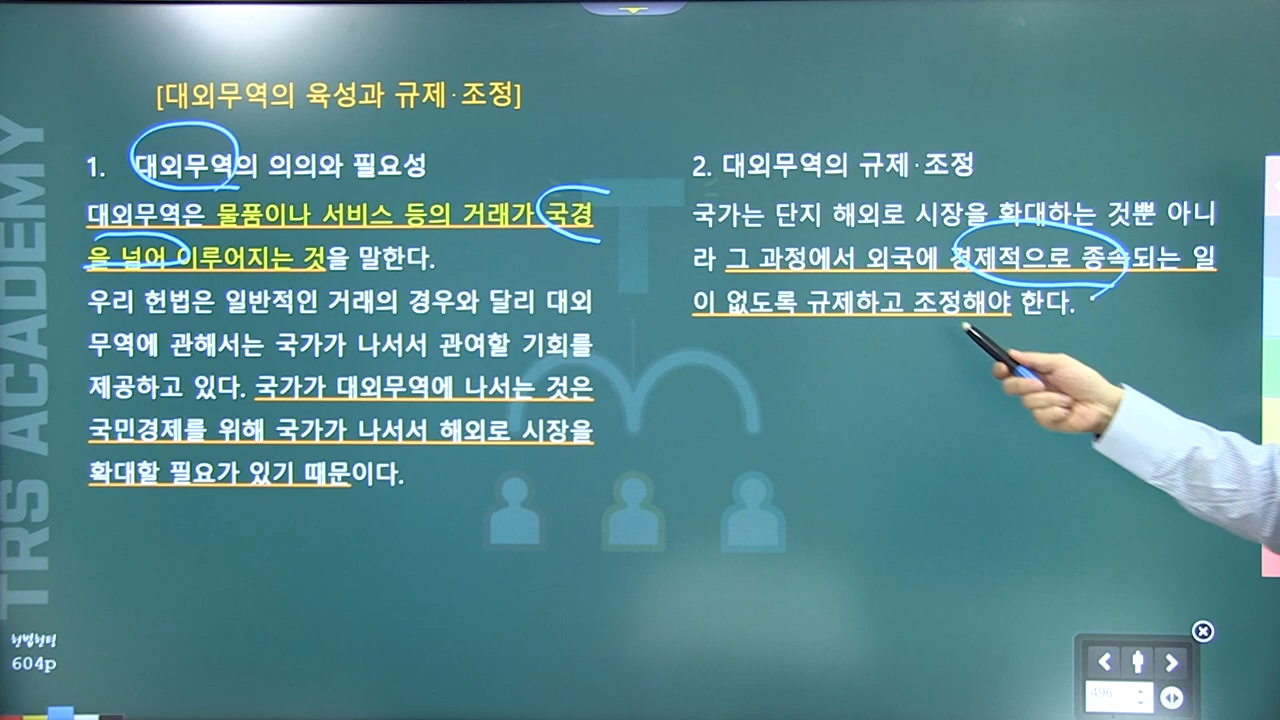 [대외무역의 육성과 규제·조정]
1. 대외무역의 의의와 필요성
대외무역은 물품이나 서비스 등의 거래가 국경
을 넘어 이루어지는 것을 말한다.
우리 헌법은 일반적인 거래의 경우와 달리 대외
무역에 관해서는 국가가 나서서 관여할 기회를
제공하고 있다. 국가가 대외무역에 나서는 것은
국민경제를 위해 국가가 나서서 해외로 시장을
확대할 필요가 있기 때문이다.
2. 대외무역의 규제·조정
국가는 단지 해외로 시장을 확대하는 것뿐 아니
라 그 과정에서 외국에 경제적으로 종속되는 일
이 없도록 규제하고 조정해야 한다.
TRS ACADEMY
헌법헌터
604p
496